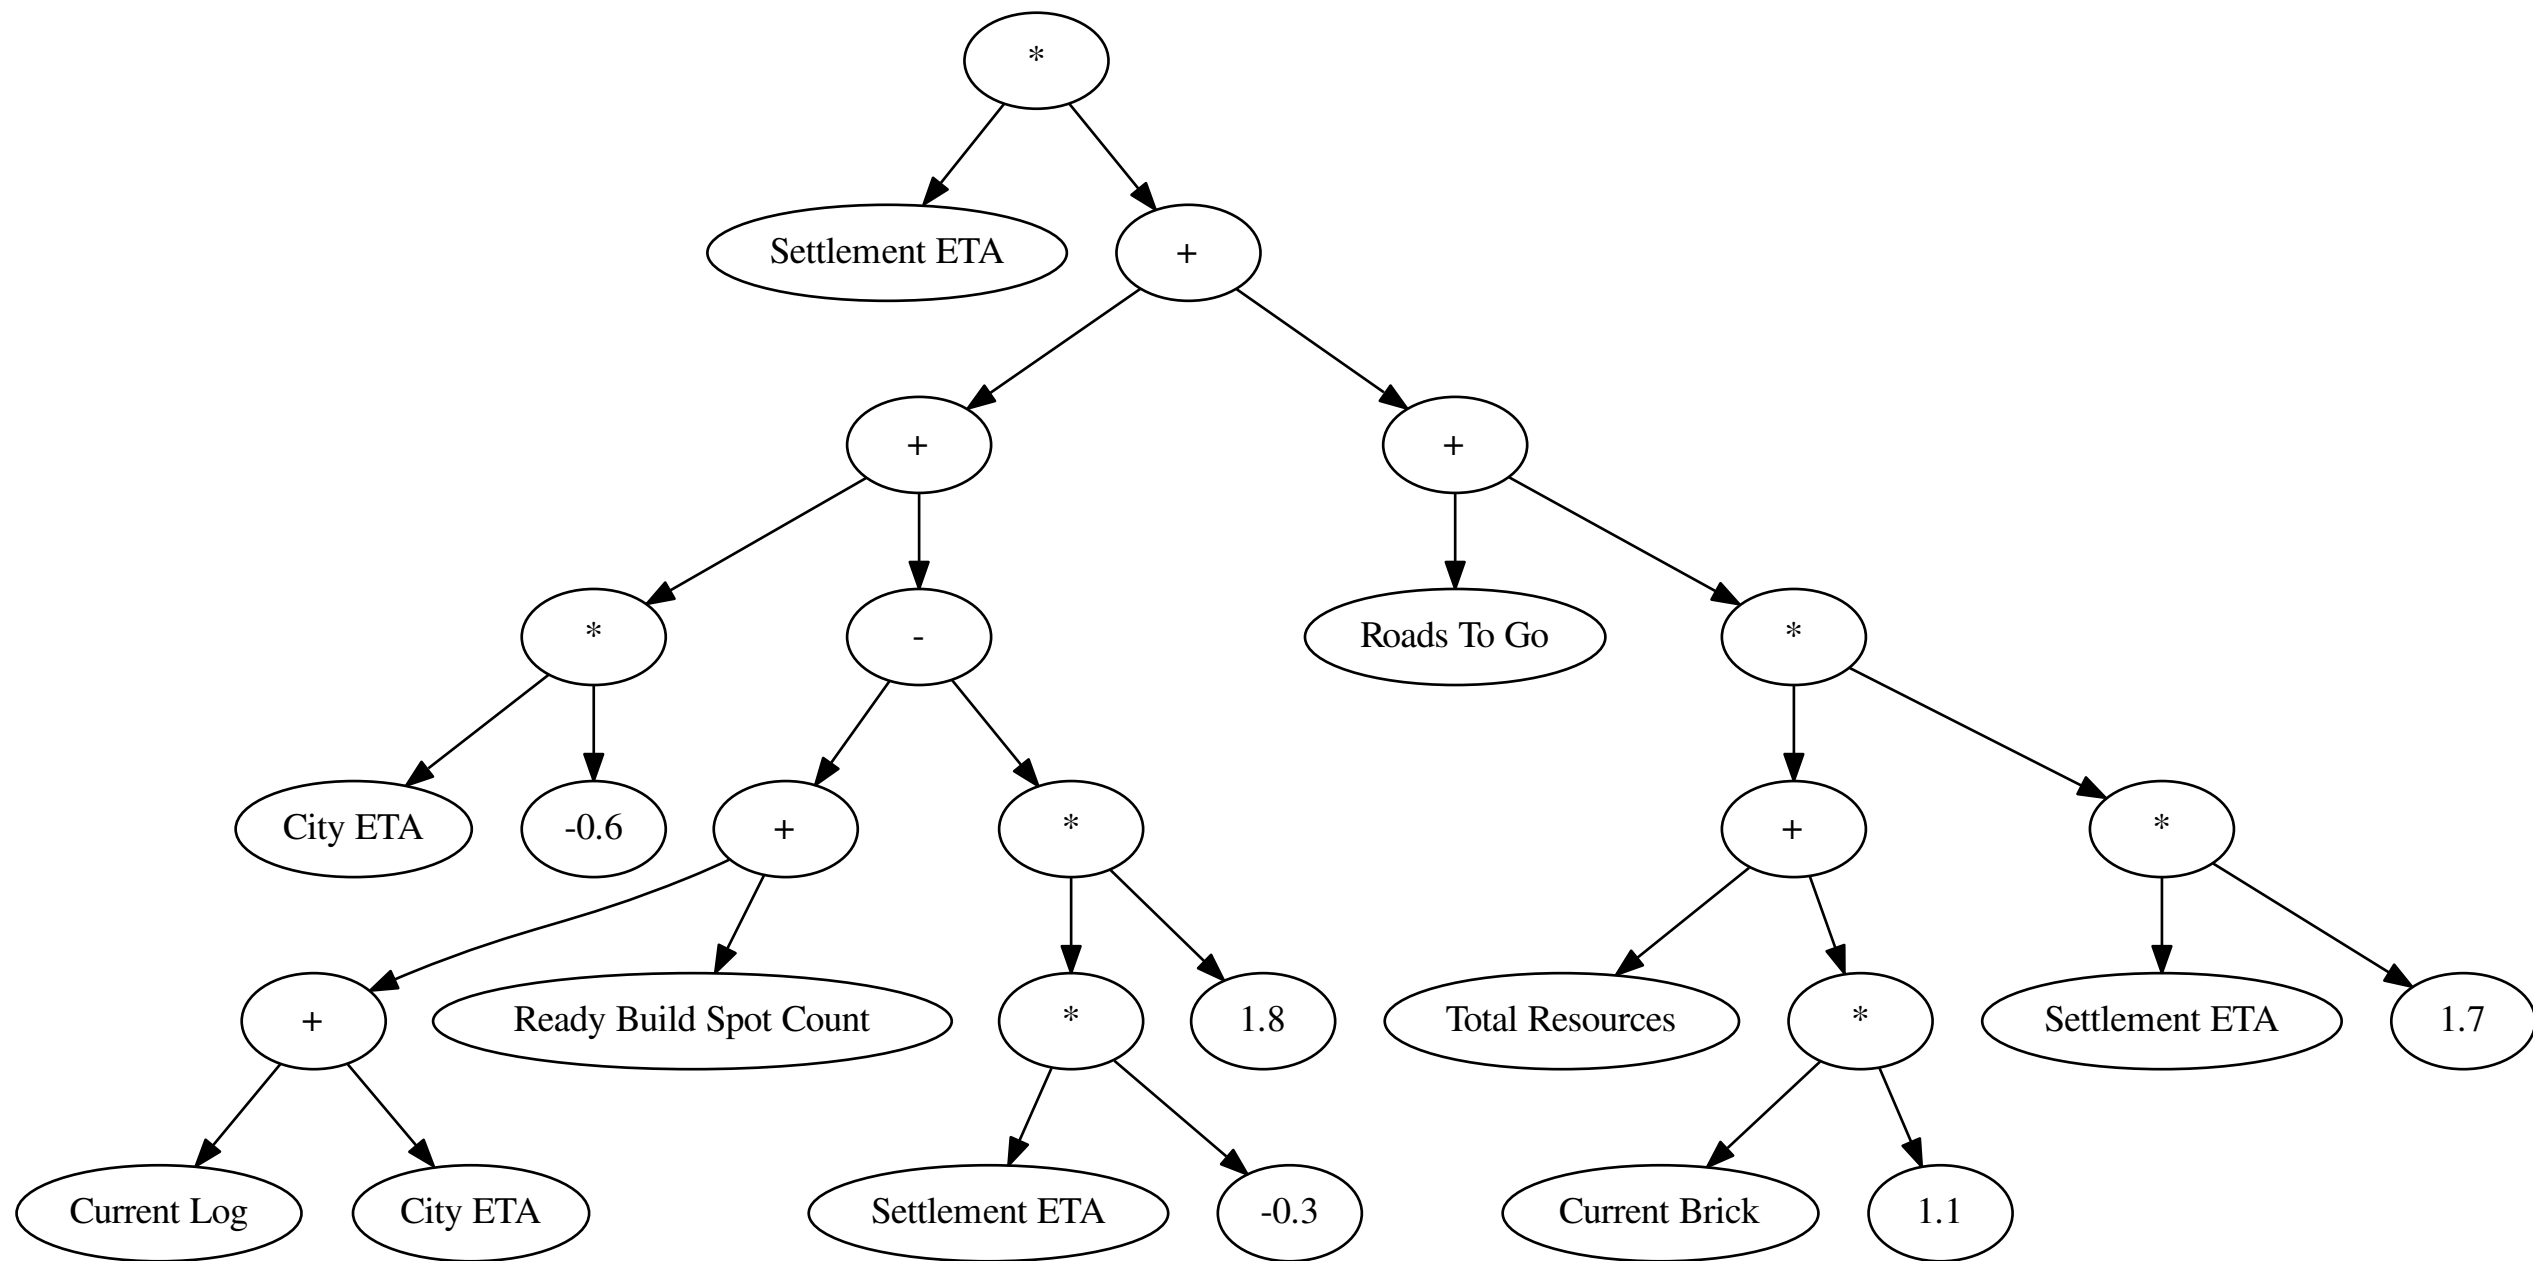 *
Settlement ETA
+
+
+
*
-
Roads To Go
*
City ETA
-0.6
+
*
+
*
+
Ready Build Spot Count
*
1.8
Total Resources
*
Settlement ETA
1.7
Current Log
City ETA
Settlement ETA
-0.3
Current Brick
1.1